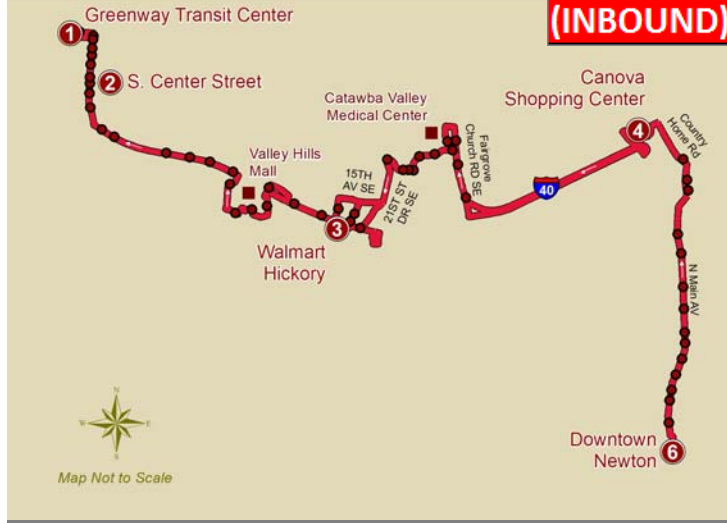 (INBOUND)
Greenway Transit Center
1
2 S. Center Street
Canova
Shopping Center
4
Catawba Valley
Medical Center
Country
Home Rd
Fairgrove
Church RD SE
Valley Hills
Mall
15TH
AV SE
21ST ST
DR SE
40
3
Walmart
Hickory
N Main AV
N
W
E
S
Downtown
Newton
6
Map Not to Scale